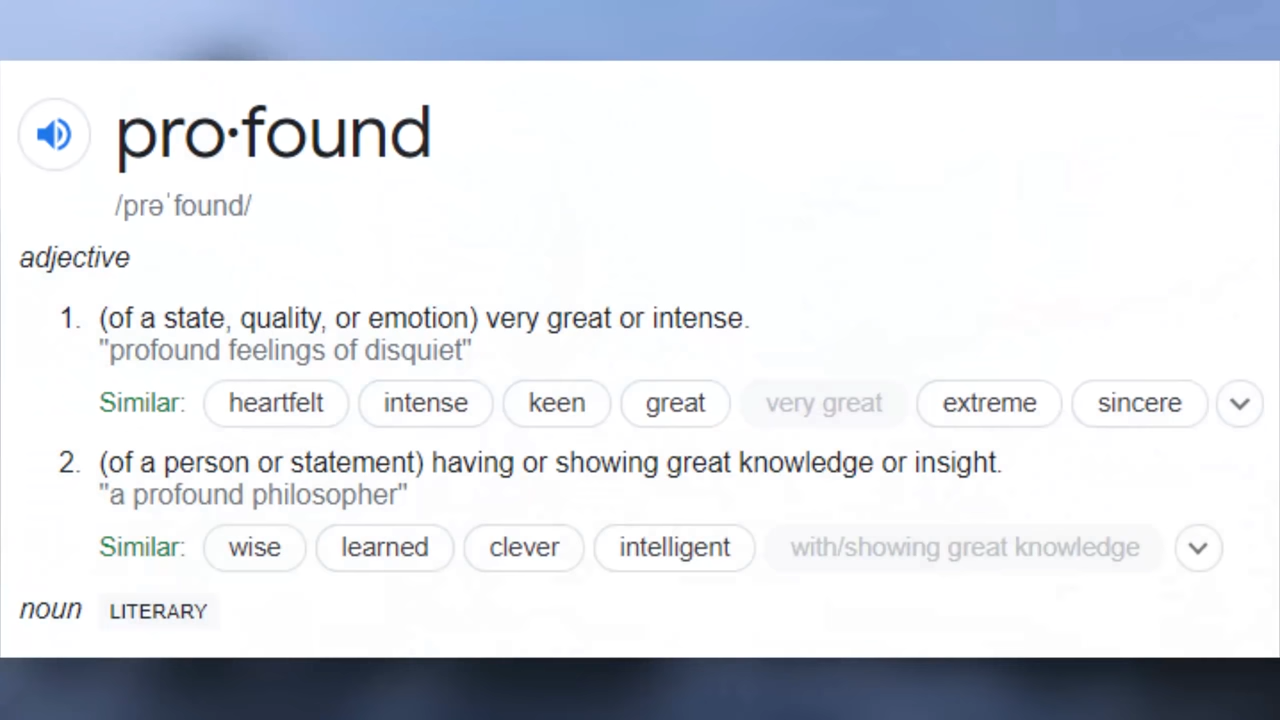 pro·found
/prəˈfound/
adjective
1. (of a state, quality, or emotion) very great or intense.
"profound feelings of disquiet"
Similar: heartfelt intense keen great very great extreme sincere
2. (of a person or statement) having or showing great knowledge or insight.
"a profound philosopher"
Similar: wise learned clever intelligent with/showing great knowledge
noun LITERARY